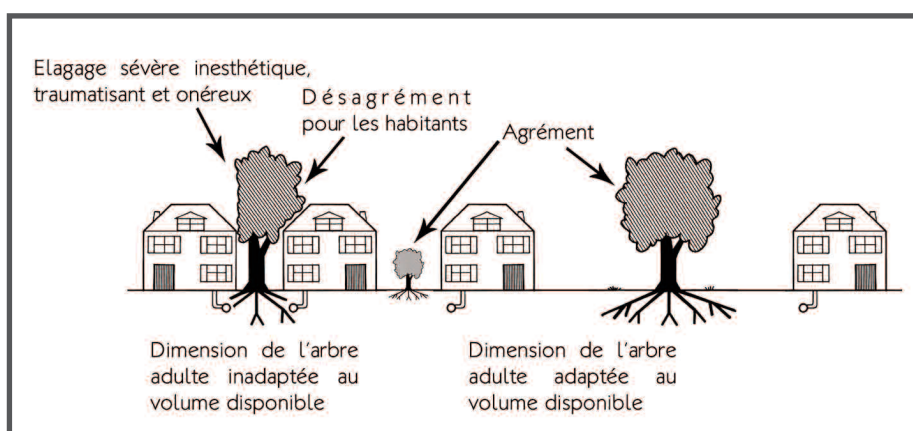 Elagage sévère inesthétique,
traumatisant et onéreux
Désagrément
pour les habitants
Agrément
Dimension de l'arbre
adulte inadaptée au
volume disponible
Dimension de l'arbre
adulte adaptée au
volume disponible